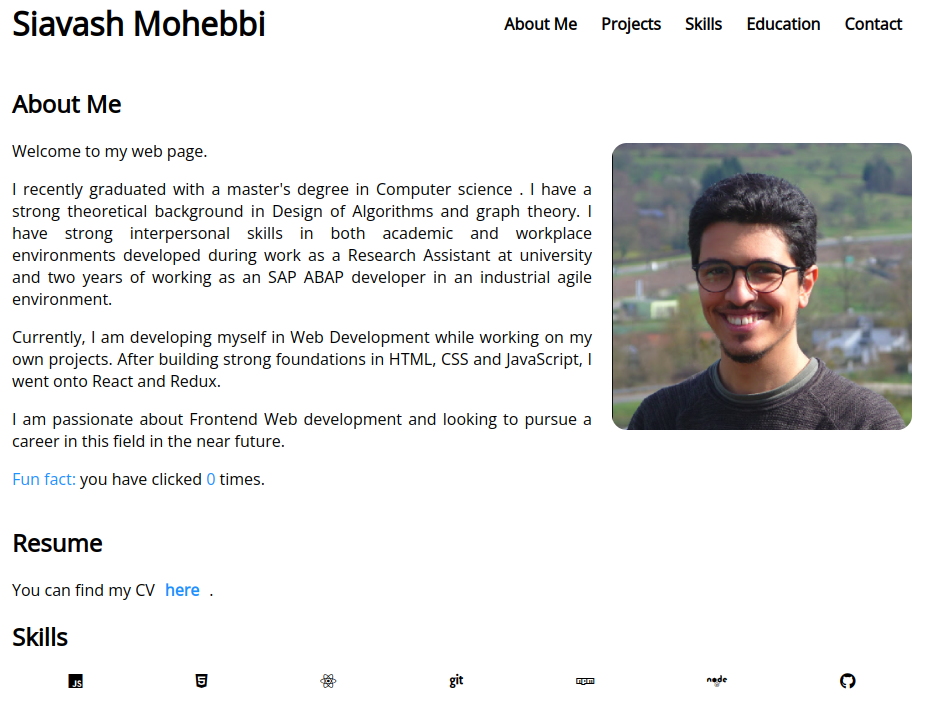 Siavash Mohebbi
About Me Projects Skills Education Contact
About Me
Welcome to my web page.
I recently graduated with a master's degree in Computer science . I have a
strong theoretical background in Design of Algorithms and graph theory. I
have strong interpersonal skills in both academic and workplace
environments developed during work as a Research Assistant at university
and two years of working as an SAP ABAP developer in an industrial agile
environment.
Currently, I am developing myself in Web Development while working on my
own projects. After building strong foundations in HTML, CSS and JavaScript, I
went onto React and Redux.
I am passionate about Frontend Web development and looking to pursue a
career in this field in the near future.
Fun fact: you have clicked 0 times.
Resume
You can find my CV here .
Skills
JS 5 git npm node